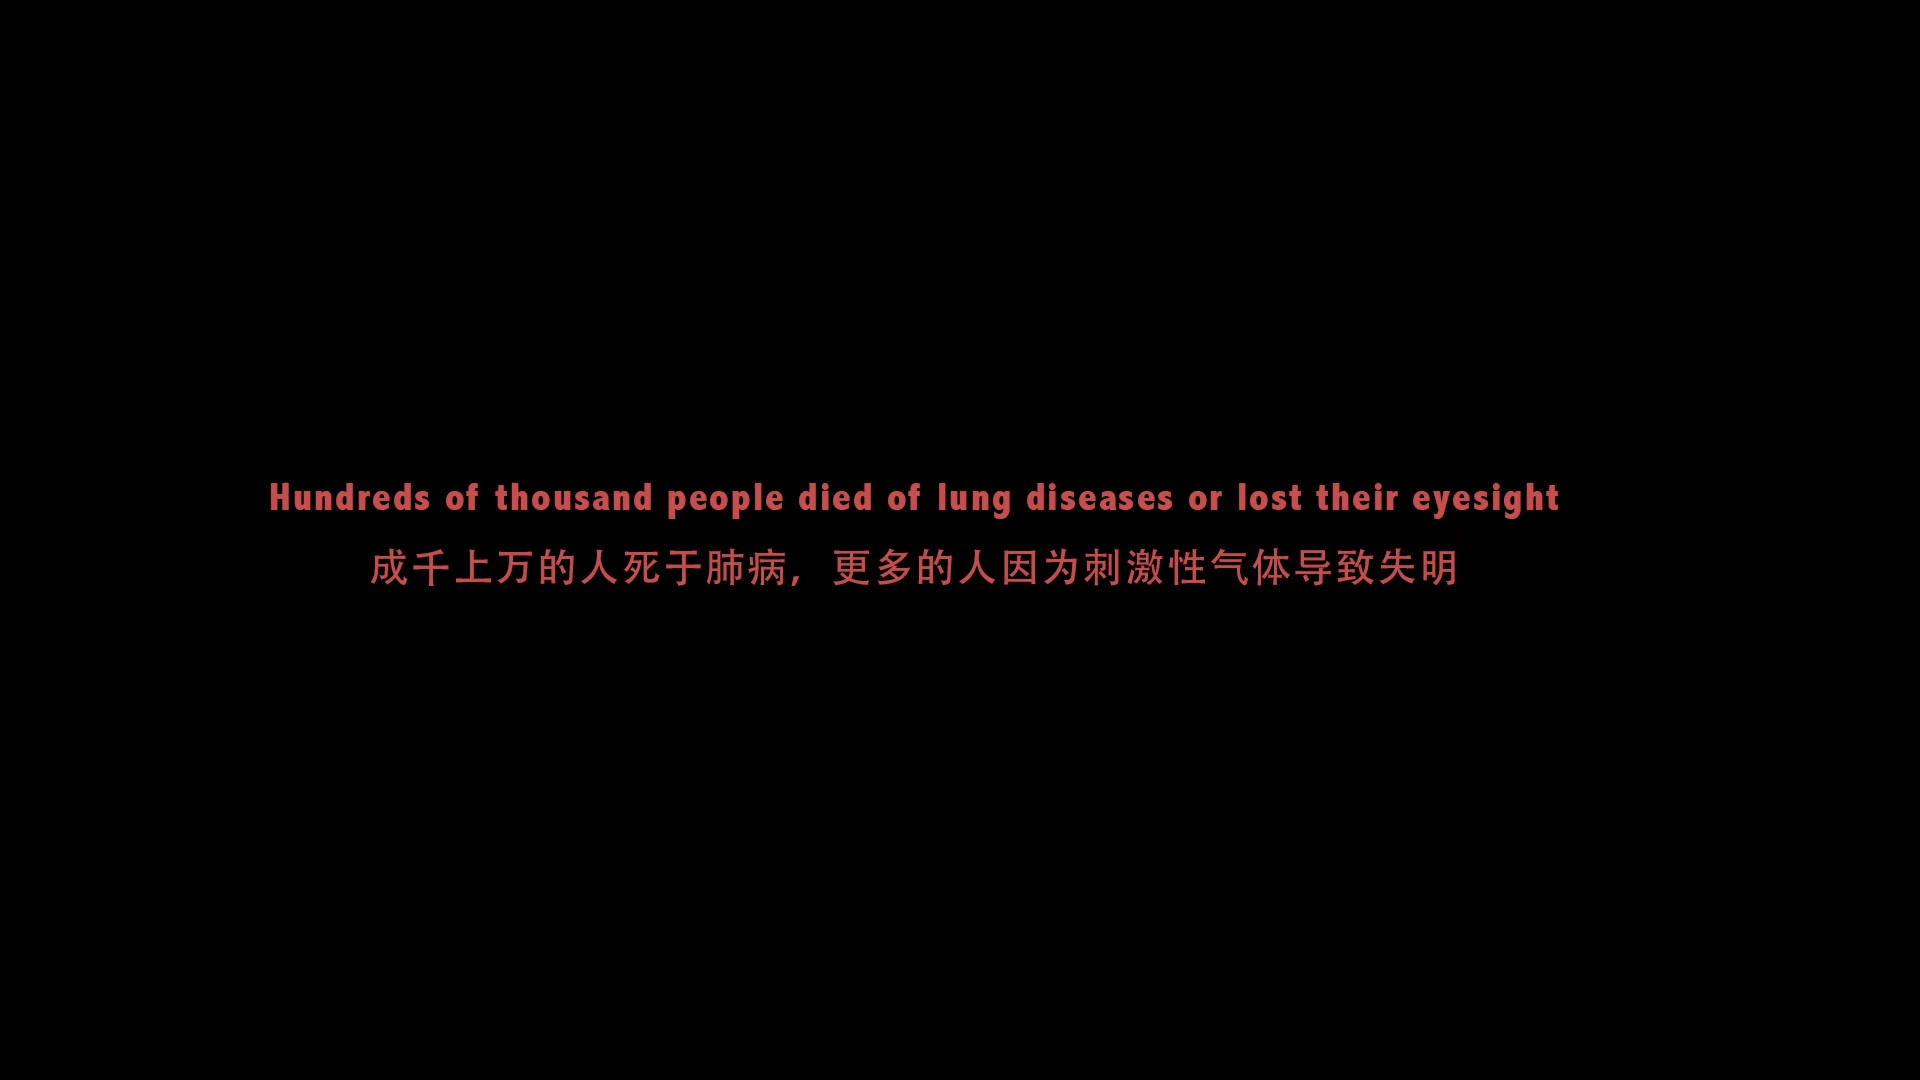 Hundreds of thousand people died of lung diseases or lost their eyesight
成千上万的人死于肺病，更多的人因为刺激性气体导致失明